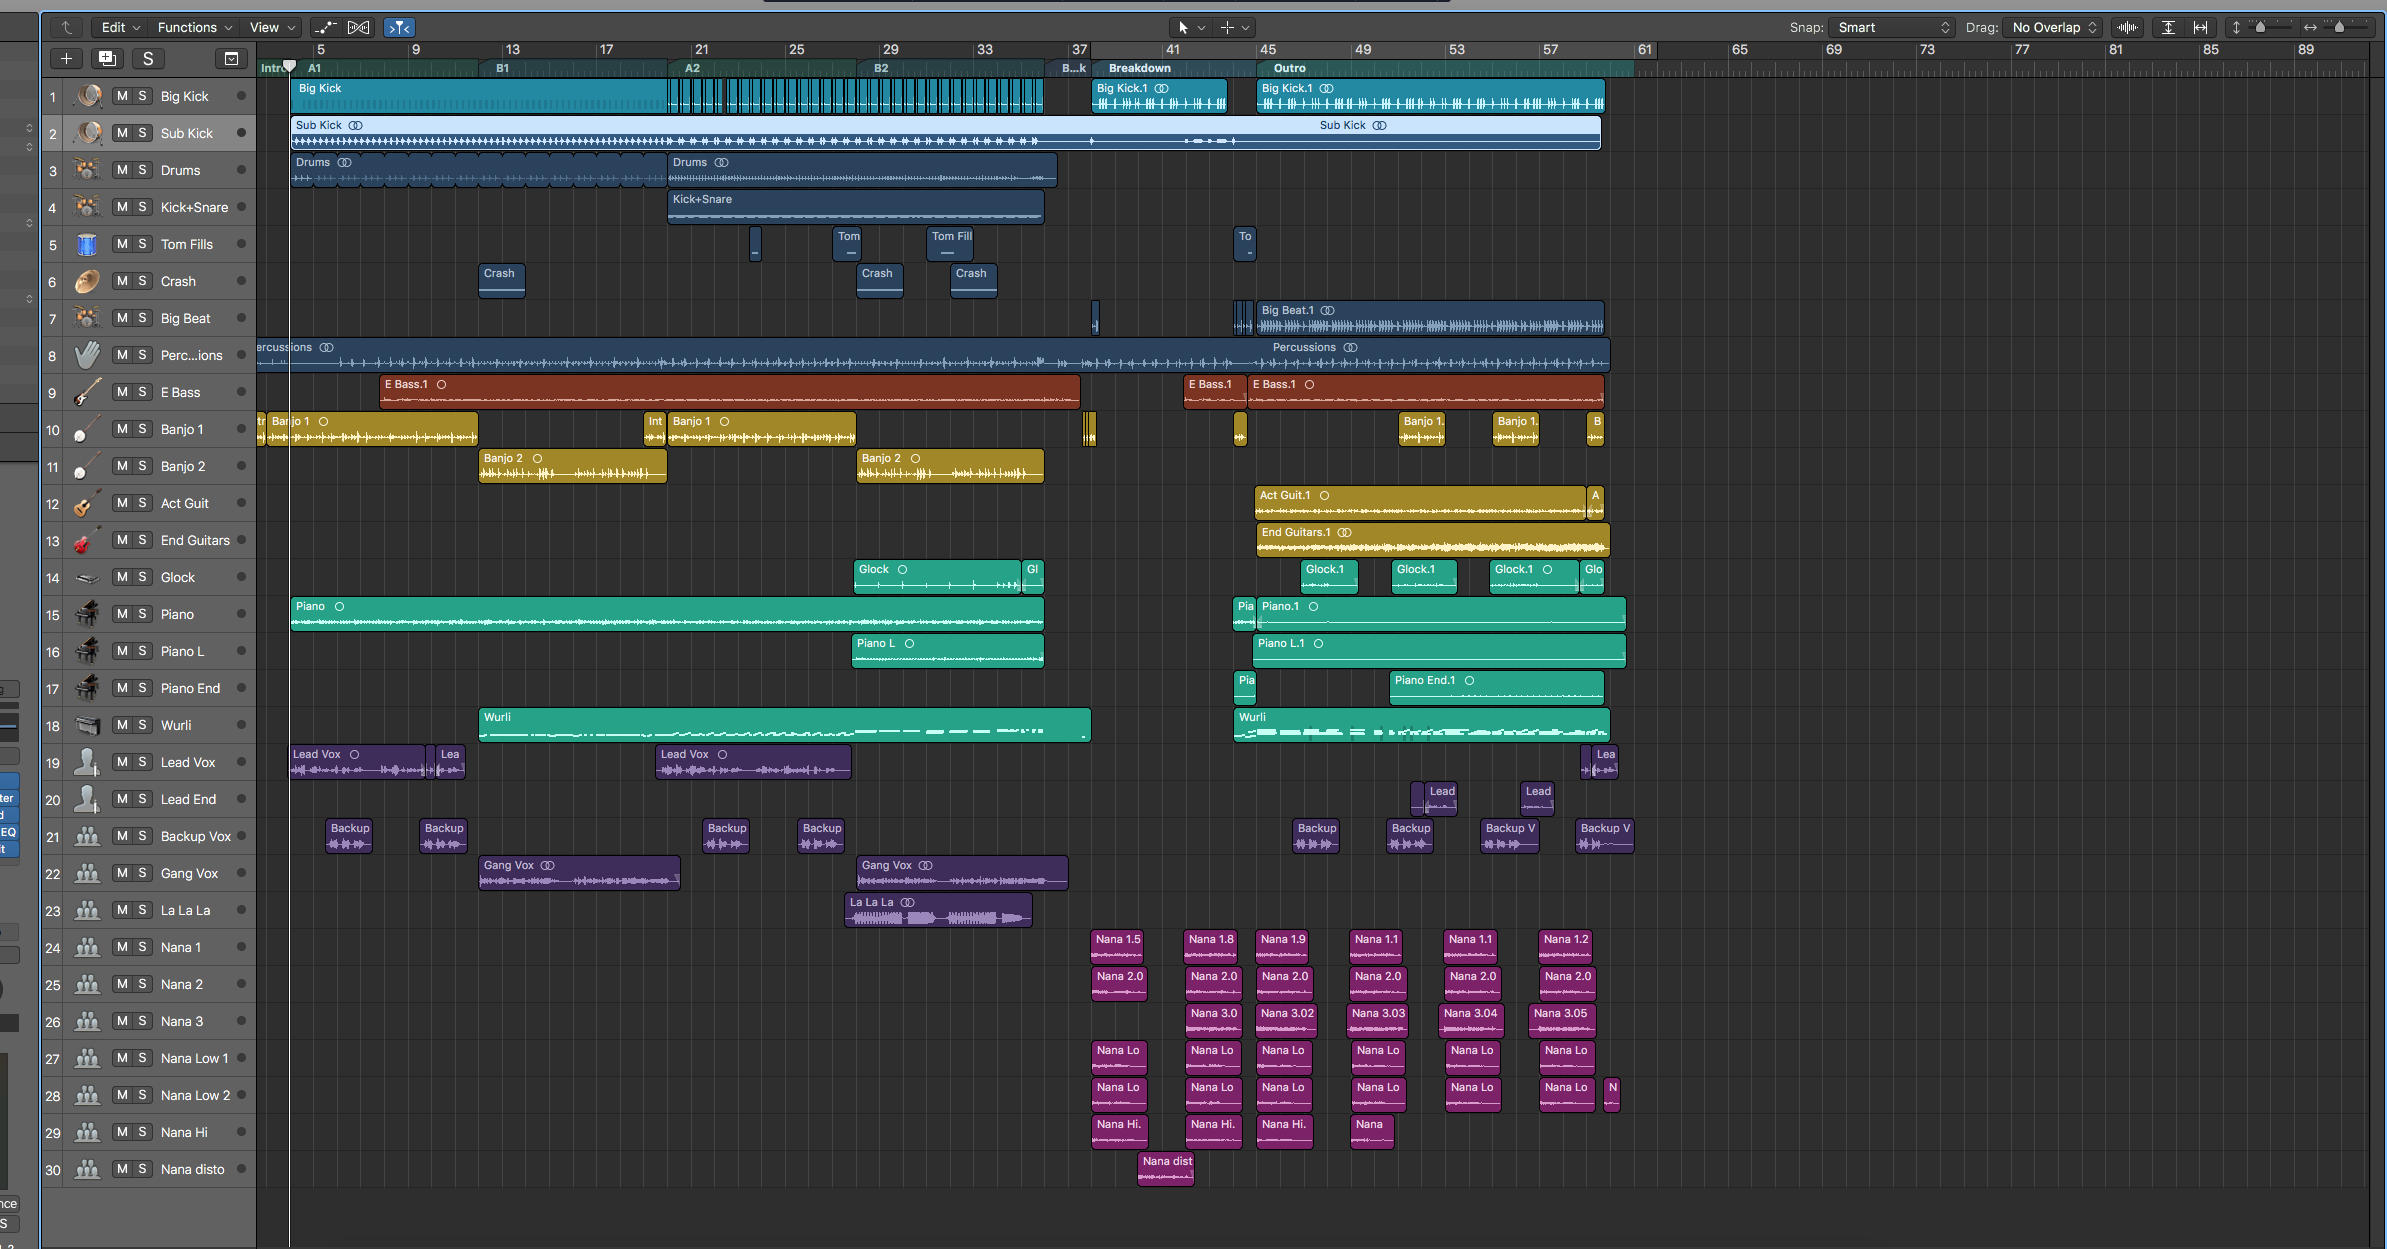 Edit Functions View Snap: Smart Drag: No Overlap
S 5 9 13 17 21 25 29 33 37 41 45 49 53 57 61 65 69 73 77 81 85 89
Intro A1 B1 A2 B2 B...k Breakdown Outro
1 M S Big Kick Big Kick Big Kick.1 Big Kick.1
2 M S Sub Kick Sub Kick Sub Kick
3 M S Drums Drums Drums
4 M S Kick+Snare Kick+Snare
5 M S Tom Fills Tom Tom Fill To
6 M S Crash Crash Crash Crash
7 M S Big Beat Big Beat.1
8 M S Perc...ions ercussions Percussions
9 M S E Bass E Bass.1 E Bass.1 E Bass.1
10 M S Banjo 1 tr Banjo 1 Int Banjo 1 Banjo 1. Banjo 1. B
11 M S Banjo 2 Banjo 2 Banjo 2
12 M S Act Guit Act Guit.1 A
13 M S End Guitars End Guitars.1
14 M S Glock Glock Gl Glock.1 Glock.1 Glock.1 Glo
15 M S Piano Piano Pia Piano.1
16 M S Piano L Piano L Piano L.1
17 M S Piano End Pia Piano End.1
18 M S Wurli Wurli Wurli
19 M S Lead Vox Lead Vox Lea Lead Vox Lea
ter 20 M S Lead End Lead Lead
d
EQ 21 M S Backup Vox Backup Backup Backup Backup Backup Backup Backup V Backup V
it
22 M S Gang Vox Gang Vox Gang Vox
23 M S La La La La La La
24 M S Nana 1 Nana 1.5 Nana 1.8 Nana 1.9 Nana 1.1 Nana 1.1 Nana 1.2
25 M S Nana 2 Nana 2.0 Nana 2.0 Nana 2.0 Nana 2.0 Nana 2.0 Nana 2.0
26 M S Nana 3 Nana 3.0 Nana 3.02 Nana 3.03 Nana 3.04 Nana 3.05
27 M S Nana Low 1 Nana Lo Nana Lo Nana Lo Nana Lo Nana Lo Nana Lo
28 M S Nana Low 2 Nana Lo Nana Lo Nana Lo Nana Lo Nana Lo Nana Lo N
29 M S Nana Hi Nana Hi. Nana Hi. Nana Hi. Nana
30 M S Nana disto Nana dist
nce
S